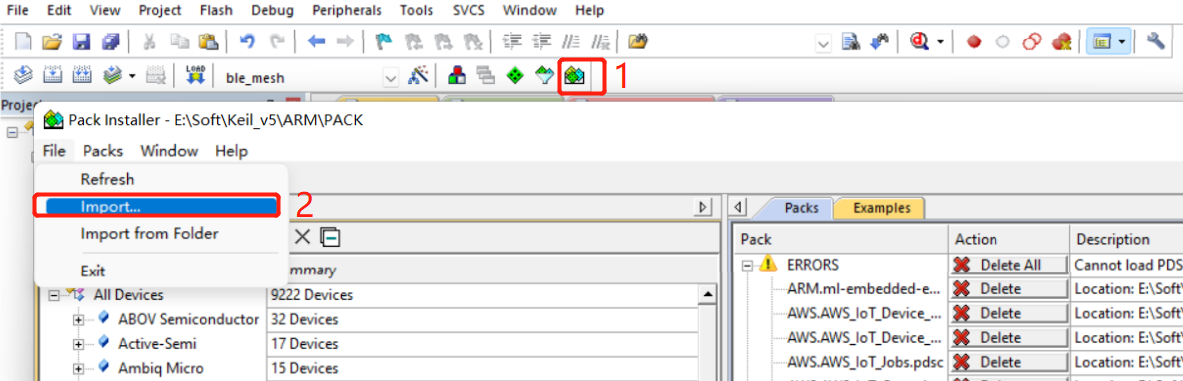 File Edit View Project Flash Debug Peripherals Tools SVCS Window Help
LOAD ble_mesh 1
Pack Installer - E:\Soft\Keil_v5\ARM\PACK
File Packs Window Help
Refresh
Import... 2
Import from Folder
Exit
Packs Examples
Pack Action Description
ERRORS Delete All Cannot load PDS
All Devices 9222 Devices
ARM.ml-embedded-e... Delete Location: E:\Soft\
ABOV Semiconductor 32 Devices
AWS.AWS_IoT_Device_... Delete Location: E:\Soft\
Active-Semi 17 Devices
AWS.AWS_IoT_Device_... Delete Location: E:\Soft\
Ambiq Micro 15 Devices
AWS.AWS_IoT_Jobs.pdsc Delete Location: E:\Soft\